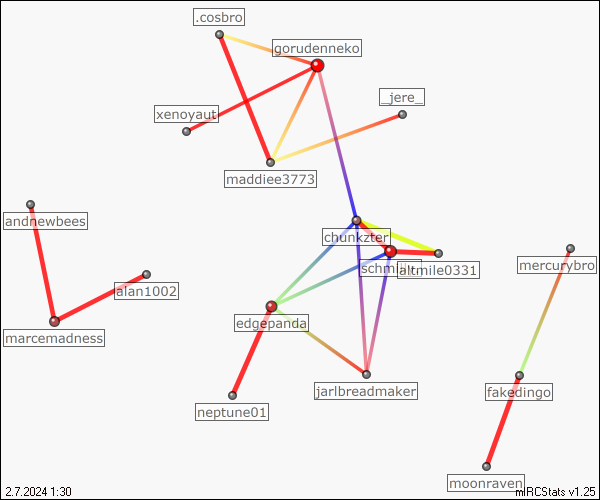 .cosbro
gorudenneko
_jere_
xenoyaut
maddiee3773
andnewbees
chunkzter
altmile0331
mercurybro
alan1002
edgepanda
marcemadness
jarlbreadmaker
fakedingo
neptune01
moonraven
2.7.2024 1:30
mIRCStats v1.25